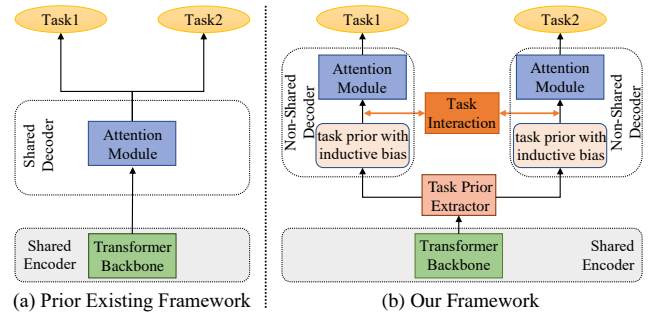 Task1
Task2
Shared
Decoder
Attention
Module
Shared
Encoder
Transformer
Backbone
(a) Prior Existing Framework
Task1
Task2
Non-Shared
Decoder
Attention
Module
Task
Interaction
Attention
Module
Non-Shared
Decoder
task prior with
inductive bias
task prior with
inductive bias
Task Prior
Extractor
Transformer
Backbone
Shared
Encoder
(b) Our Framework